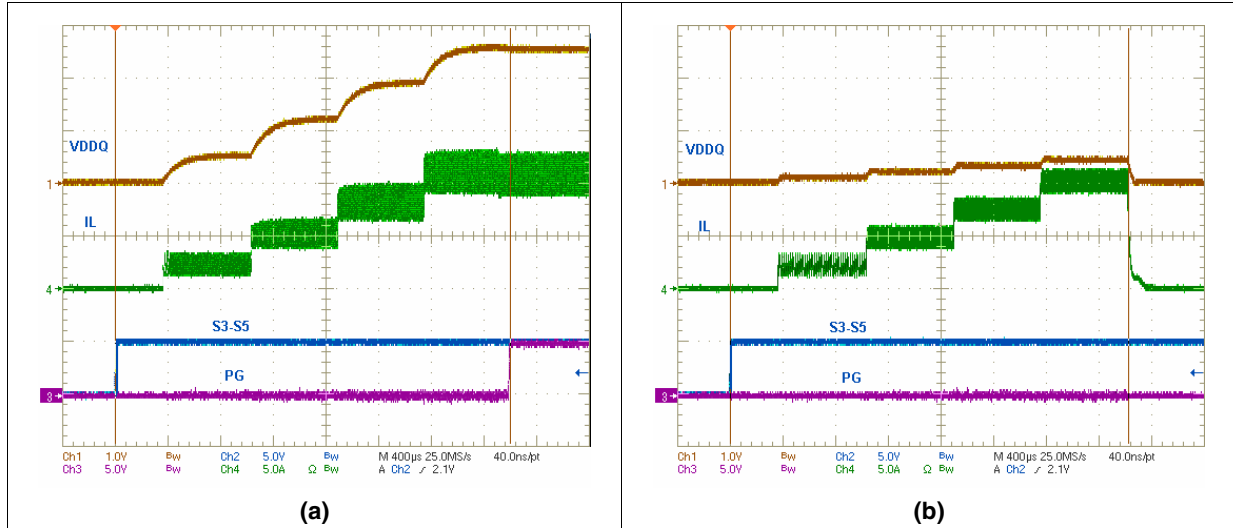 VDDQ
1
IL
4
S3-S5
PG
3
Ch1 1.0V Bw Ch2 5.0V Bw M 400µs 25.0MS/s 40.0ns/pt
Ch3 5.0V Bw Ch4 5.0A Ω Bw A Ch2 ∕ 2.1V
(a)
VDDQ
1
IL
4
S3-S5
PG
3
Ch1 1.0V Bw Ch2 5.0V Bw M 400µs 25.0MS/s 40.0ns/pt
Ch3 5.0V Bw Ch4 5.0A Ω Bw A Ch2 ∕ 2.1V
(b)